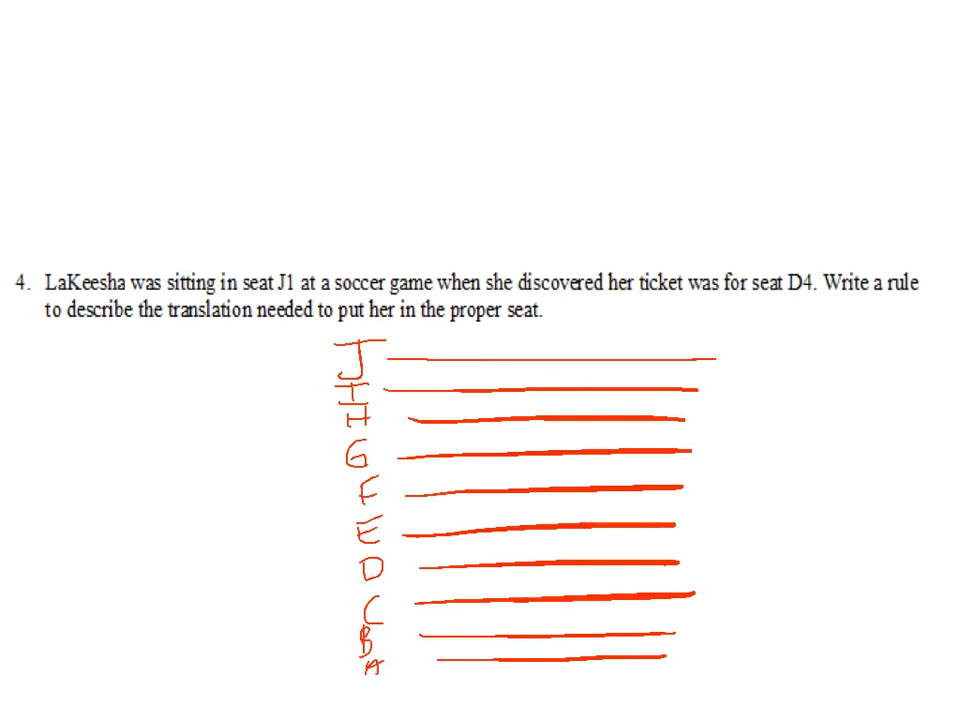 4. LaKeesha was sitting in seat J1 at a soccer game when she discovered her ticket was for seat D4. Write a rule
to describe the translation needed to put her in the proper seat.
J
I
H
G
F
E
D
C
B
A